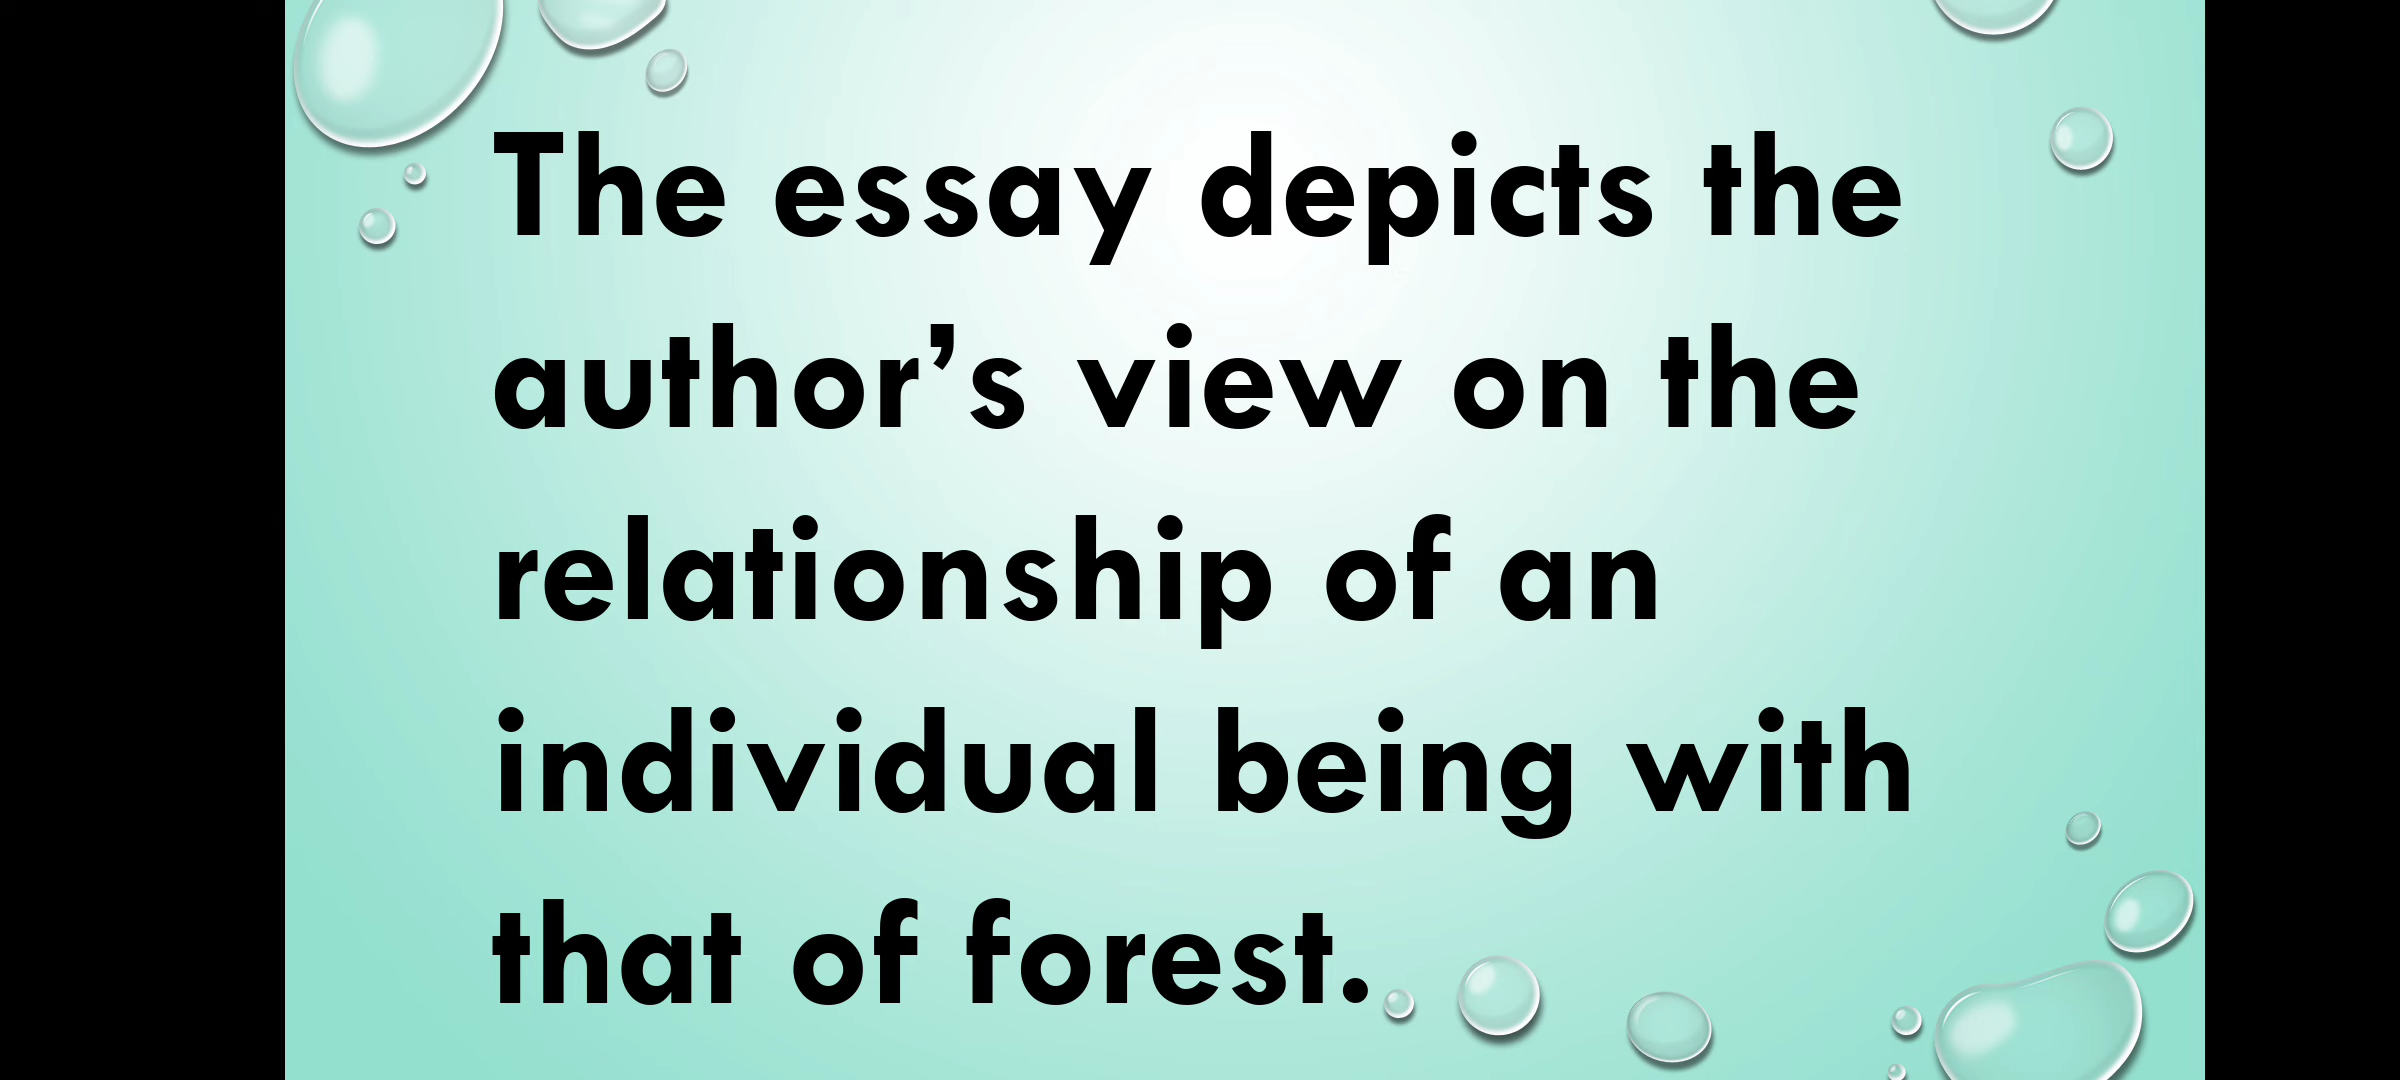 The essay depicts the
author’s view on the
relationship of an
individual being with
that of forest.